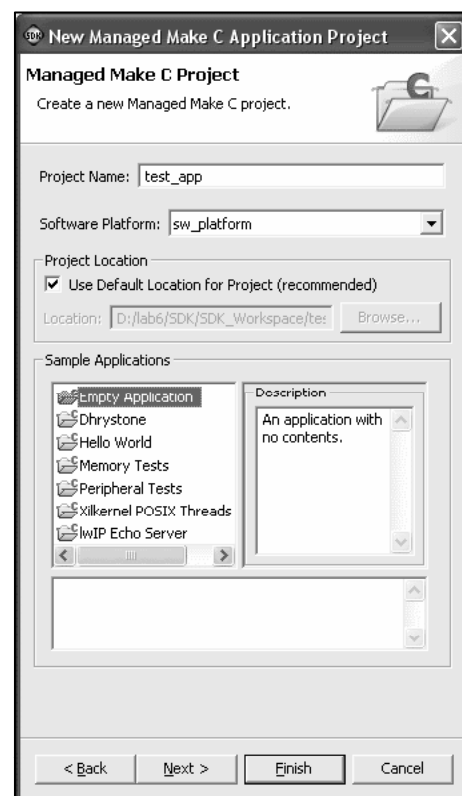 SDK New Managed Make C Application Project
Managed Make C Project
Create a new Managed Make C project.
C
Project Name: test_app
Software Platform: sw_platform
Project Location
Use Default Location for Project (recommended)
Location: D:/lab6/SDK/SDK_Workspace/tes Browse...
Sample Applications
Empty Application
Dhrystone
Hello World
Memory Tests
Peripheral Tests
Xilkernel POSIX Threads
lwIP Echo Server
Description
An application with
no contents.
< Back Next > Finish Cancel